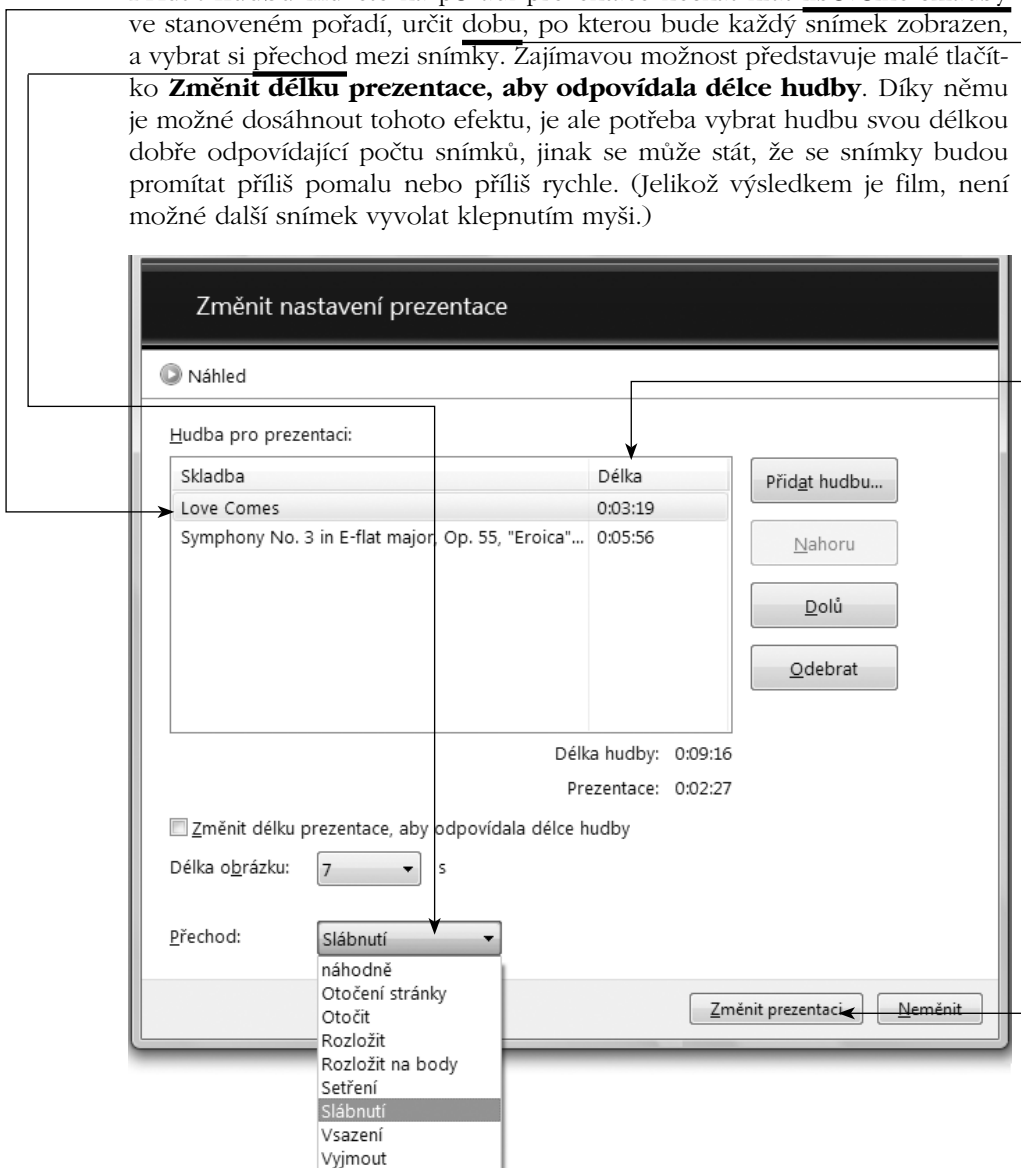 ve stanoveném pořadí, určit dobu, po kterou bude každý snímek zobrazen,
a vybrat si přechod mezi snímky. Zajímavou možnost představuje malé tlačít-
ko Změnit délku prezentace, aby odpovídala délce hudby. Díky němu
je možné dosáhnout tohoto efektu, je ale potřeba vybrat hudbu svou délkou
dobře odpovídající počtu snímků, jinak se může stát, že se snímky budou
promítat příliš pomalu nebo příliš rychle. (Jelikož výsledkem je film, není
možné další snímek vyvolat klepnutím myši.)
Změnit nastavení prezentace
Náhled
Hudba pro prezentaci:
Skladba Délka
Love Comes 0:03:19
Symphony No. 3 in E-flat major, Op. 55, "Eroica"... 0:05:56
Přidat hudbu...
Nahoru
Dolů
Odebrat
Délka hudby: 0:09:16
Prezentace: 0:02:27
Změnit délku prezentace, aby odpovídala délce hudby
Délka obrázku: 7 s
Přechod: Slábnutí
náhodně
Otočení stránky
Otočit
Rozložit
Rozložit na body
Setření
Slábnutí
Vsazení
Vyjmout
Změnit prezentaci Neměnit